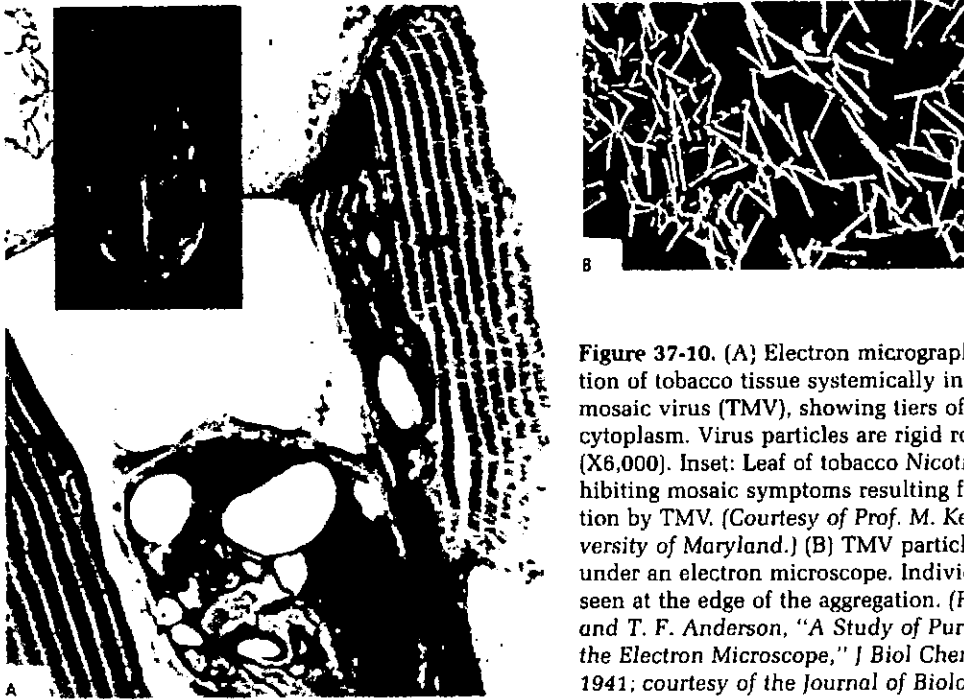 A
B
Figure 37-10. (A) Electron micrograph
tion of tobacco tissue systemically in
mosaic virus (TMV), showing tiers of
cytoplasm. Virus particles are rigid ro
(X6,000). Inset: Leaf of tobacco Nicoti
hibiting mosaic symptoms resulting f
tion by TMV. (Courtesy of Prof. M. Ke
versity of Maryland.) (B) TMV particl
under an electron microscope. Individ
seen at the edge of the aggregation. (F
and T. F. Anderson, "A Study of Pur
the Electron Microscope," J Biol Cher
1941; courtesy of the Journal of Biolo